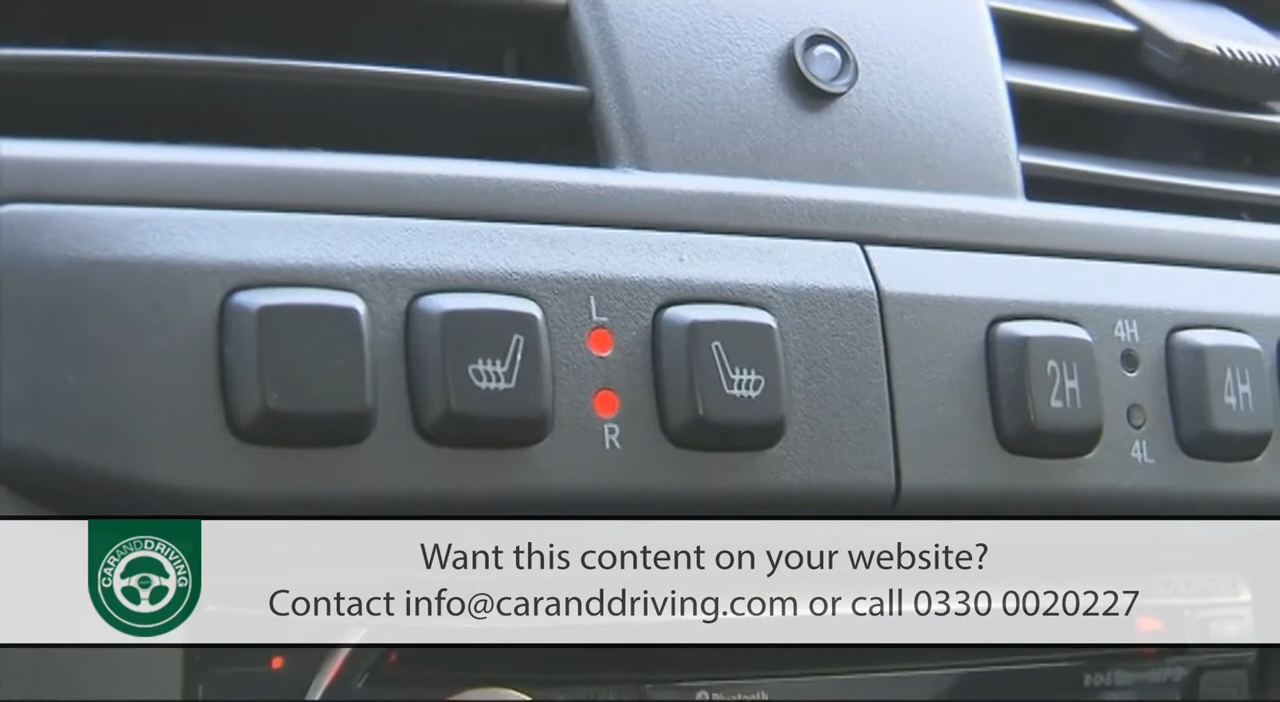 L
R
2H
4H
4L
4H
CARANDDRIVING
Want this content on your website?
Contact info@caranddriving.com or call 0330 0020227
Bluetooth